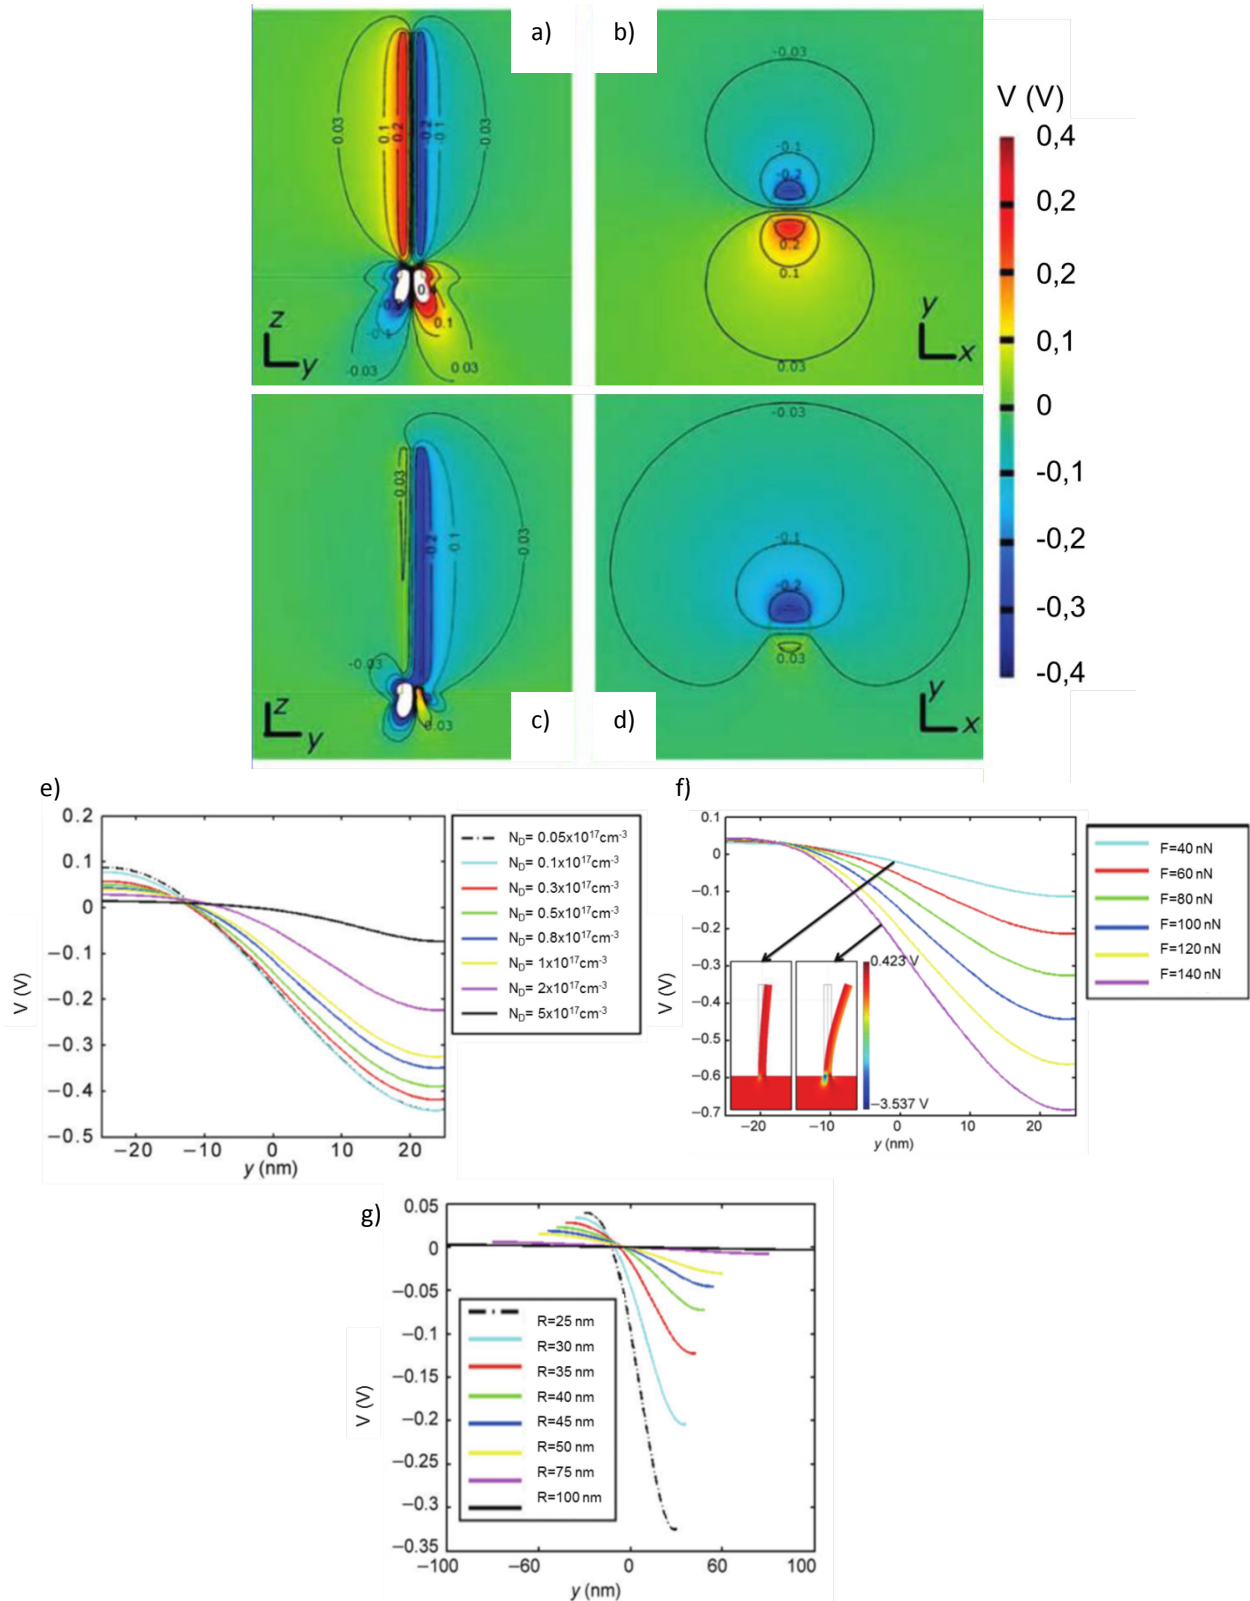 a)
b)
V (V)
0,4
0,2
0,2
0,1
0
-0,1
-0,2
-0,3
-0,4
0.03
0.1
0.2
-0.2
-0.1
-0.03
-0.1
0.1
-0.03
0.03
z
y
-0.03
-0.1
-0.2
0.2
0.1
0.03
y
x
0.03
-0.2
-0.1
-0.03
0.03
z
y
c)
-0.03
-0.1
-0.2
0.03
y
x
d)
e)
0.2
0.1
0
−0.1
−0.2
−0.3
−0.4
−0.5
V (V)
−20
−10
0
10
20
y (nm)
N_D= 0.05x10^17cm^-3
N_D= 0.1x10^17cm^-3
N_D= 0.3x10^17cm^-3
N_D= 0.5x10^17cm^-3
N_D= 0.8x10^17cm^-3
N_D= 1x10^17cm^-3
N_D= 2x10^17cm^-3
N_D= 5x10^17cm^-3
f)
0.1
0
−0.1
−0.2
−0.3
−0.4
−0.5
−0.6
−0.7
V (V)
0.423 V
−3.537 V
−20
−10
0
10
20
y (nm)
F=40 nN
F=60 nN
F=80 nN
F=100 nN
F=120 nN
F=140 nN
g)
0.05
0
−0.05
−0.1
−0.15
−0.2
−0.25
−0.3
−0.35
V (V)
R=25 nm
R=30 nm
R=35 nm
R=40 nm
R=45 nm
R=50 nm
R=75 nm
R=100 nm
−100
−60
0
60
100
y (nm)